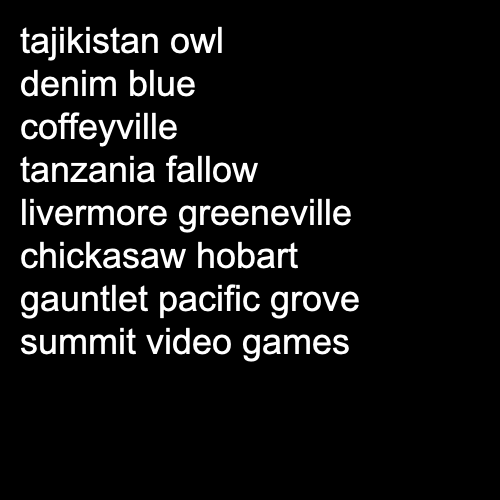 tajikistan owl
denim blue
coffeyville
tanzania fallow
livermore greeneville
chickasaw hobart
gauntlet pacific grove
summit video games